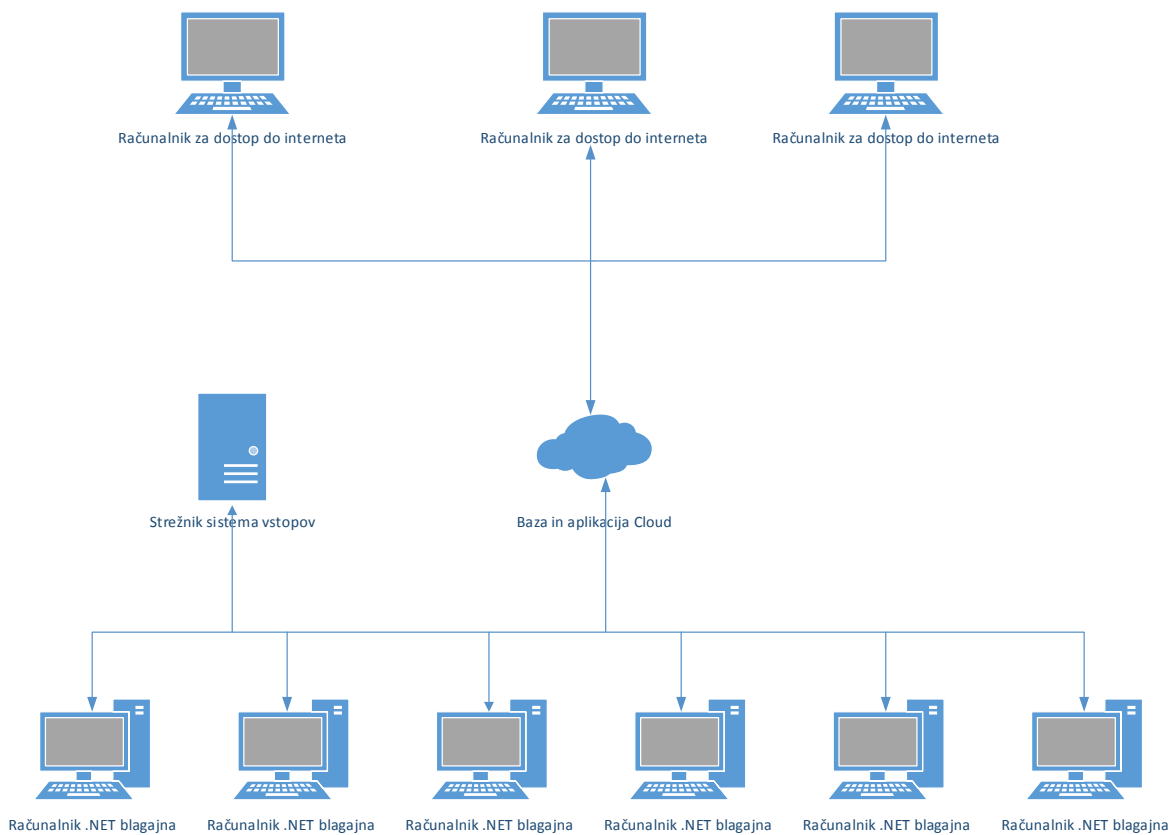 Računalnik za dostop do interneta
Računalnik za dostop do interneta
Računalnik za dostop do interneta
Strežnik sistema vstopov
Baza in aplikacija Cloud
Računalnik .NET blagajna
Računalnik .NET blagajna
Računalnik .NET blagajna
Računalnik .NET blagajna
Računalnik .NET blagajna
Računalnik .NET blagajna